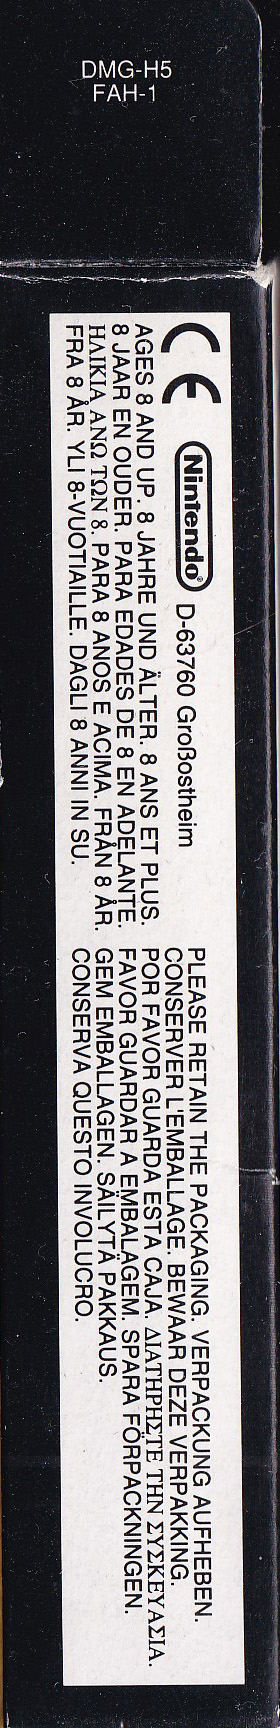 DMG-H5
FAH-1
CE Nintendo® D-63760 Großostheim
AGES 8 AND UP. 8 JAHRE UND ÄLTER. 8 ANS ET PLUS.
8 JAAR EN OUDER. PARA EDADES DE 8 EN ADELANTE.
ΗΛΙΚΙΑ ΑΝΩ ΤΩΝ 8. PARA 8 ANOS E ACIMA. FRÅN 8 ÅR.
FRA 8 ÅR. YLI 8-VUOTIAILLE. DAGLI 8 ANNI IN SU.
PLEASE RETAIN THE PACKAGING. VERPACKUNG AUFHEBEN.
CONSERVER L'EMBALLAGE. BEWAAR DEZE VERPAKKING.
POR FAVOR GUARDA ESTA CAJA. ΔΙΑΤΗΡΗΣΤΕ ΤΗΝ ΣΥΣΚΕΥΑΣΙΑ.
FAVOR GUARDAR A EMBALAGEM. SPARA FÖRPACKNINGEN.
GEM EMBALLAGEN. SÄILYTÄ PAKKAUS.
CONSERVA QUESTO INVOLUCRO.